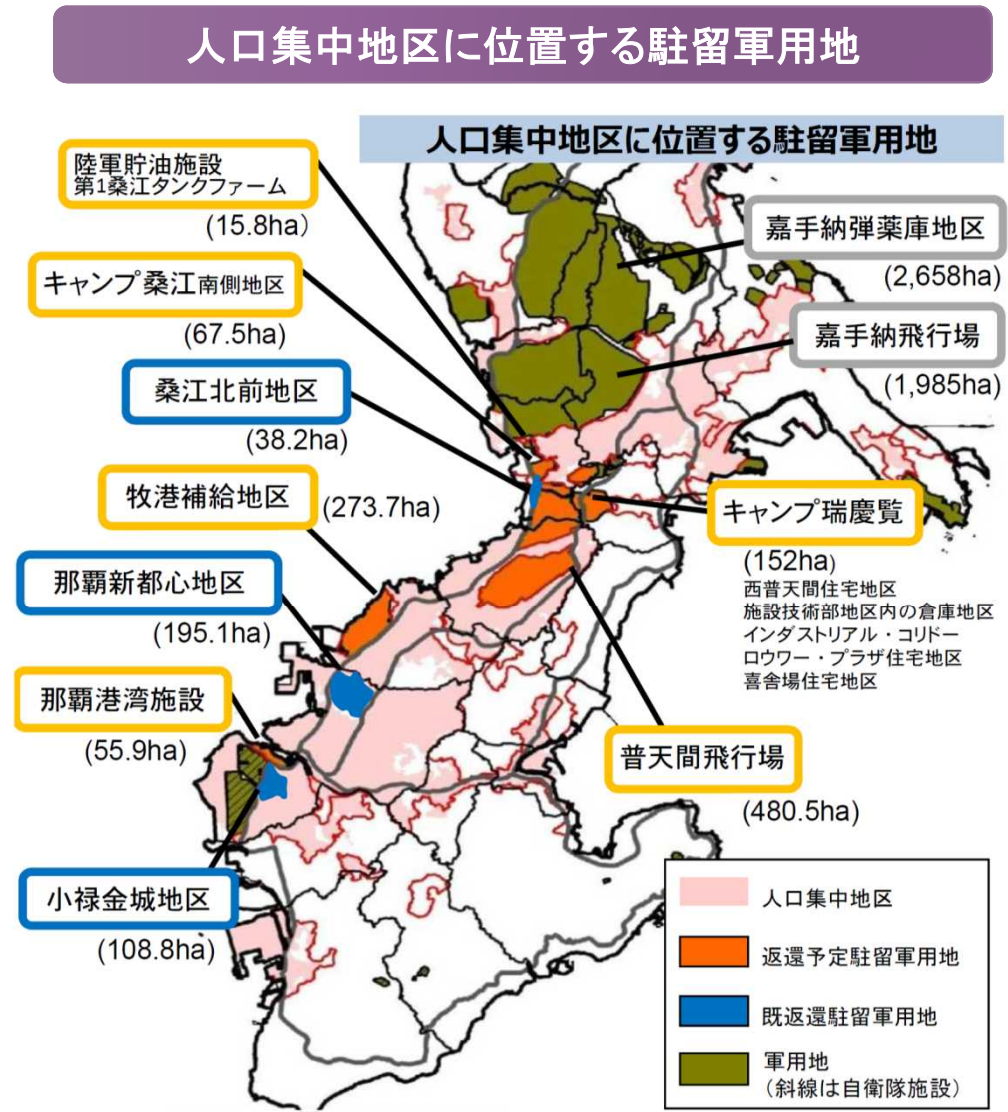 人口集中地区に位置する駐留軍用地
人口集中地区に位置する駐留軍用地
陸軍貯油施設
第1桑江タンクファーム
(15.8ha)
キャンプ桑江南側地区
(67.5ha)
桑江北前地区
(38.2ha)
牧港補給地区
(273.7ha)
那覇新都心地区
(195.1ha)
那覇港湾施設
(55.9ha)
小禄金城地区
(108.8ha)
嘉手納弾薬庫地区
(2,658ha)
嘉手納飛行場
(1,985ha)
キャンプ瑞慶覧
(152ha)
西普天間住宅地区
施設技術部地区内の倉庫地区
インダストリアル・コリドー
ロウワー・プラザ住宅地区
喜舎場住宅地区
普天間飛行場
(480.5ha)
人口集中地区
返還予定駐留軍用地
既返還駐留軍用地
軍用地
(斜線は自衛隊施設)